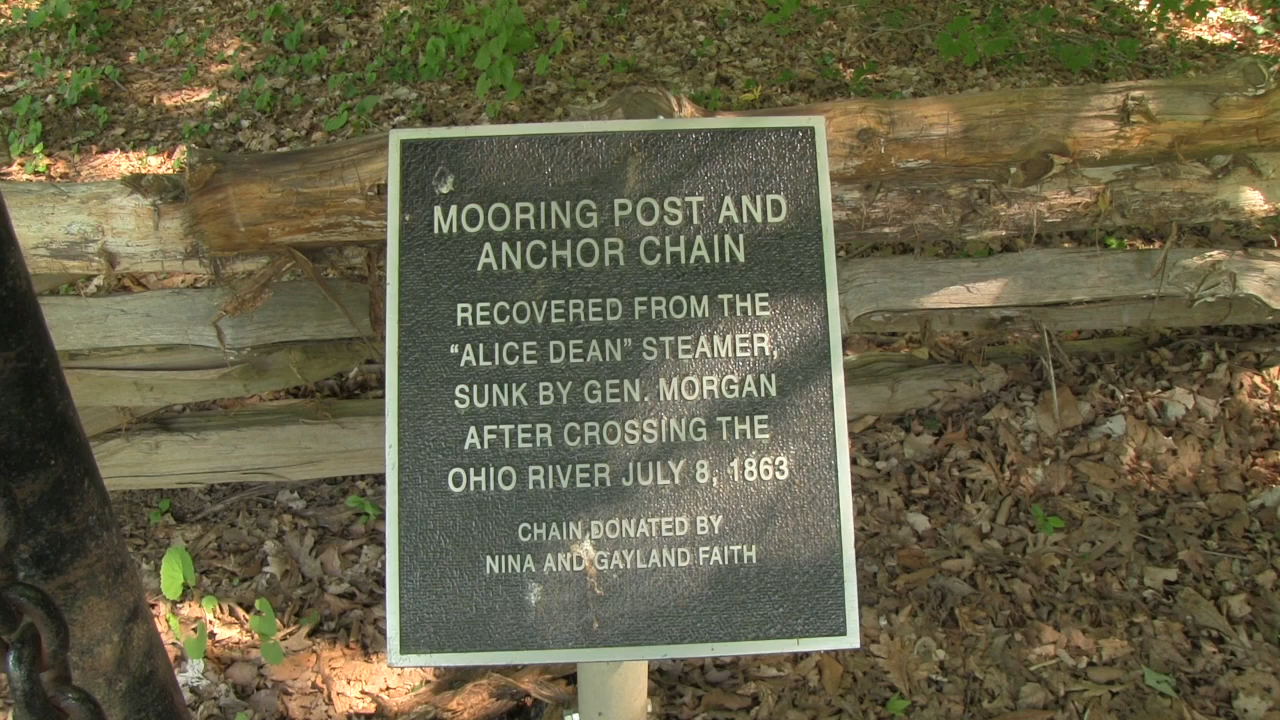 MOORING POST AND
ANCHOR CHAIN
RECOVERED FROM THE
“ALICE DEAN” STEAMER,
SUNK BY GEN. MORGAN
AFTER CROSSING THE
OHIO RIVER JULY 8, 1863
CHAIN DONATED BY
NINA AND GAYLAND FAITH